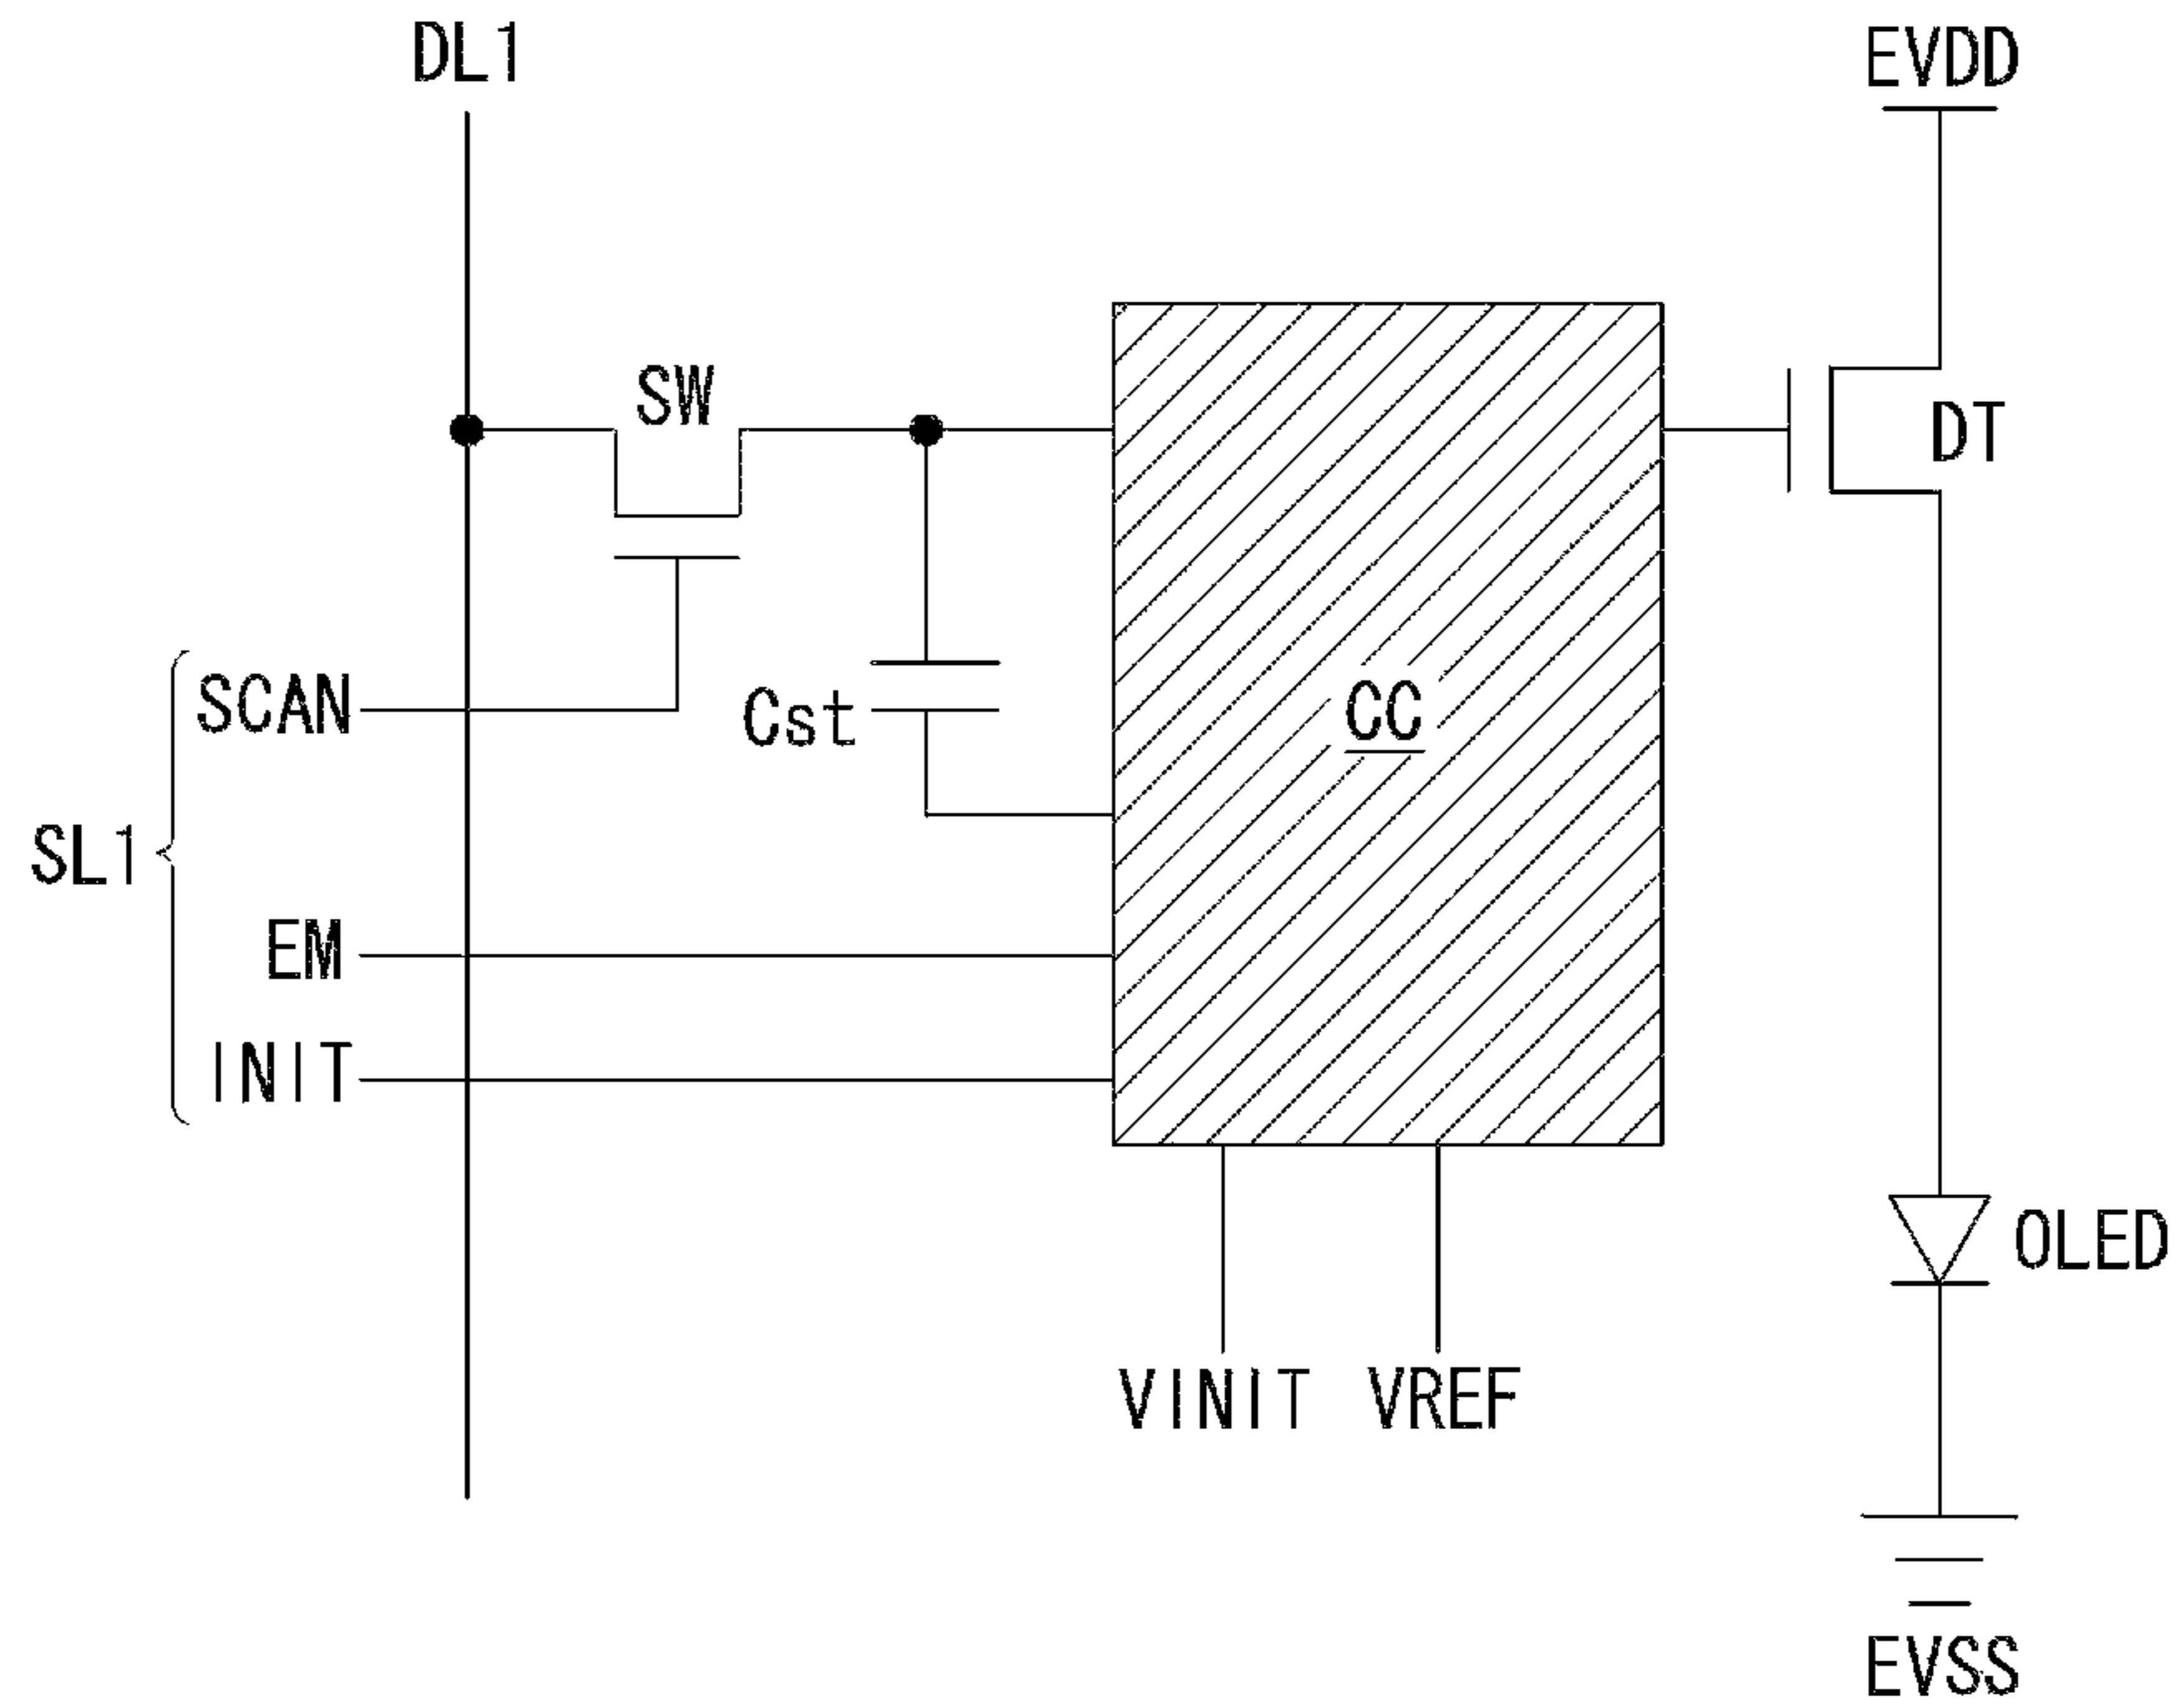 DL1
EVDD
SW
DT
SCAN
Cst
CC
SL1
EM
INIT
OLED
VINIT VREF
EVSS